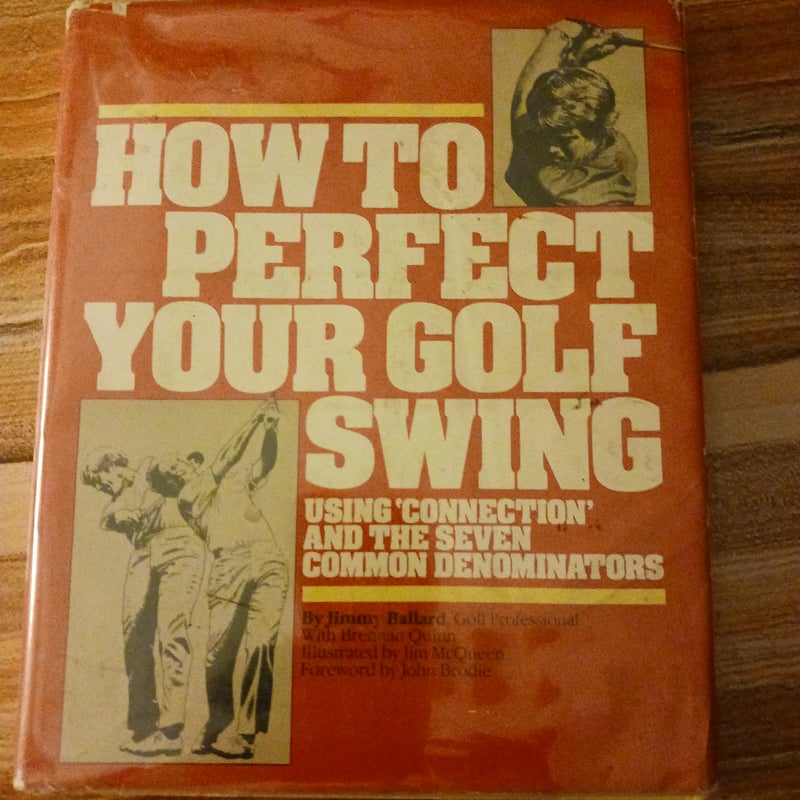 HOW TO
PERFECT
YOUR GOLF
SWING
USING 'CONNECTION'
AND THE SEVEN
COMMON DENOMINATORS
By Jimmy Ballard, Golf Professional
With Brennan Quinn
Illustrated by Jim McQueen
Foreword by John Brodie